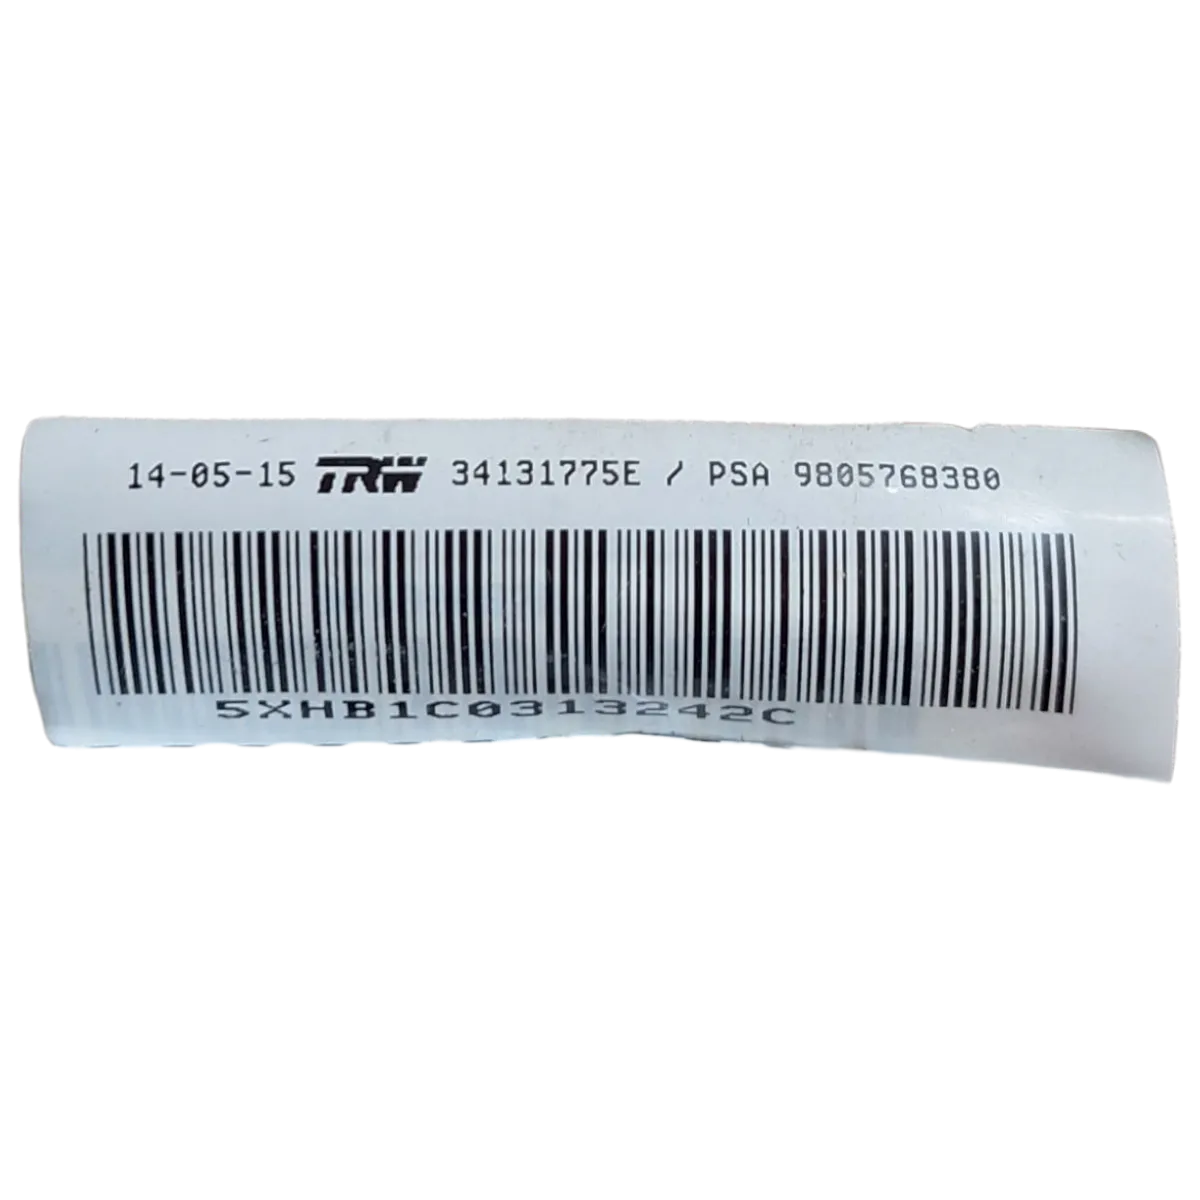 14-05-15 TRW 34131775E / PSA 9805768380
5XHB1C0313242C